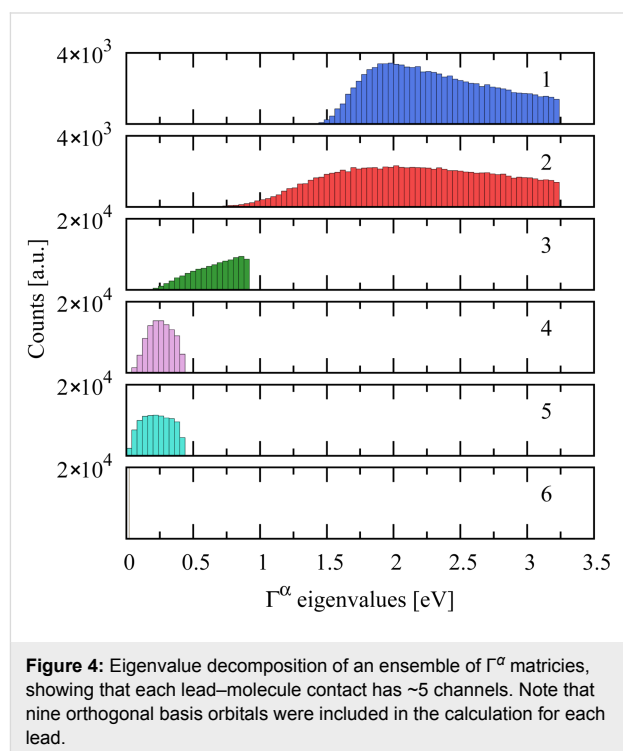 4×10³
1
4×10³
2
2×10⁴
3
Counts [a.u.]
2×10⁴
4
2×10⁴
5
2×10⁴
6
0 0.5 1 1.5 2 2.5 3 3.5
Γ^α eigenvalues [eV]
Figure 4: Eigenvalue decomposition of an ensemble of Γ^α matricies,
showing that each lead–molecule contact has ~5 channels. Note that
nine orthogonal basis orbitals were included in the calculation for each
lead.